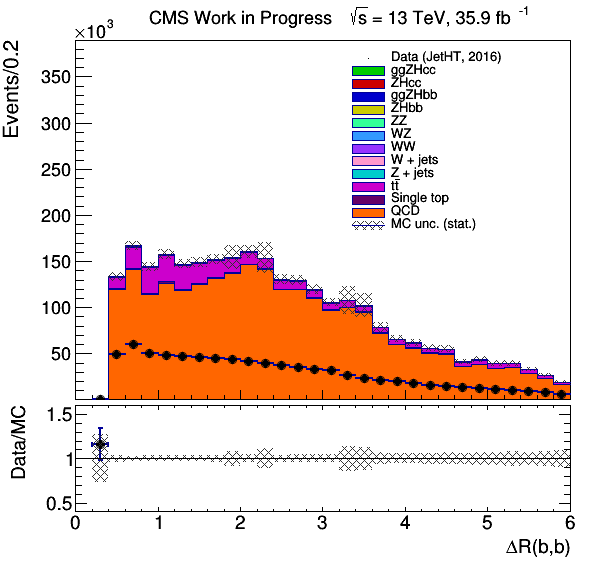 CMS Work in Progress √s = 13 TeV, 35.9 fb⁻¹
×10³
Events/0.2
350
300
250
200
150
100
50
Data (JetHT, 2016)
ggZHcc
ZHcc
ggZHbb
ZHbb
ZZ
WZ
WW
W + jets
Z + jets
tt̄
Single top
QCD
MC unc. (stat.)
Data/MC
1.5
1
0.5
0 1 2 3 4 5 6
ΔR(b,b)